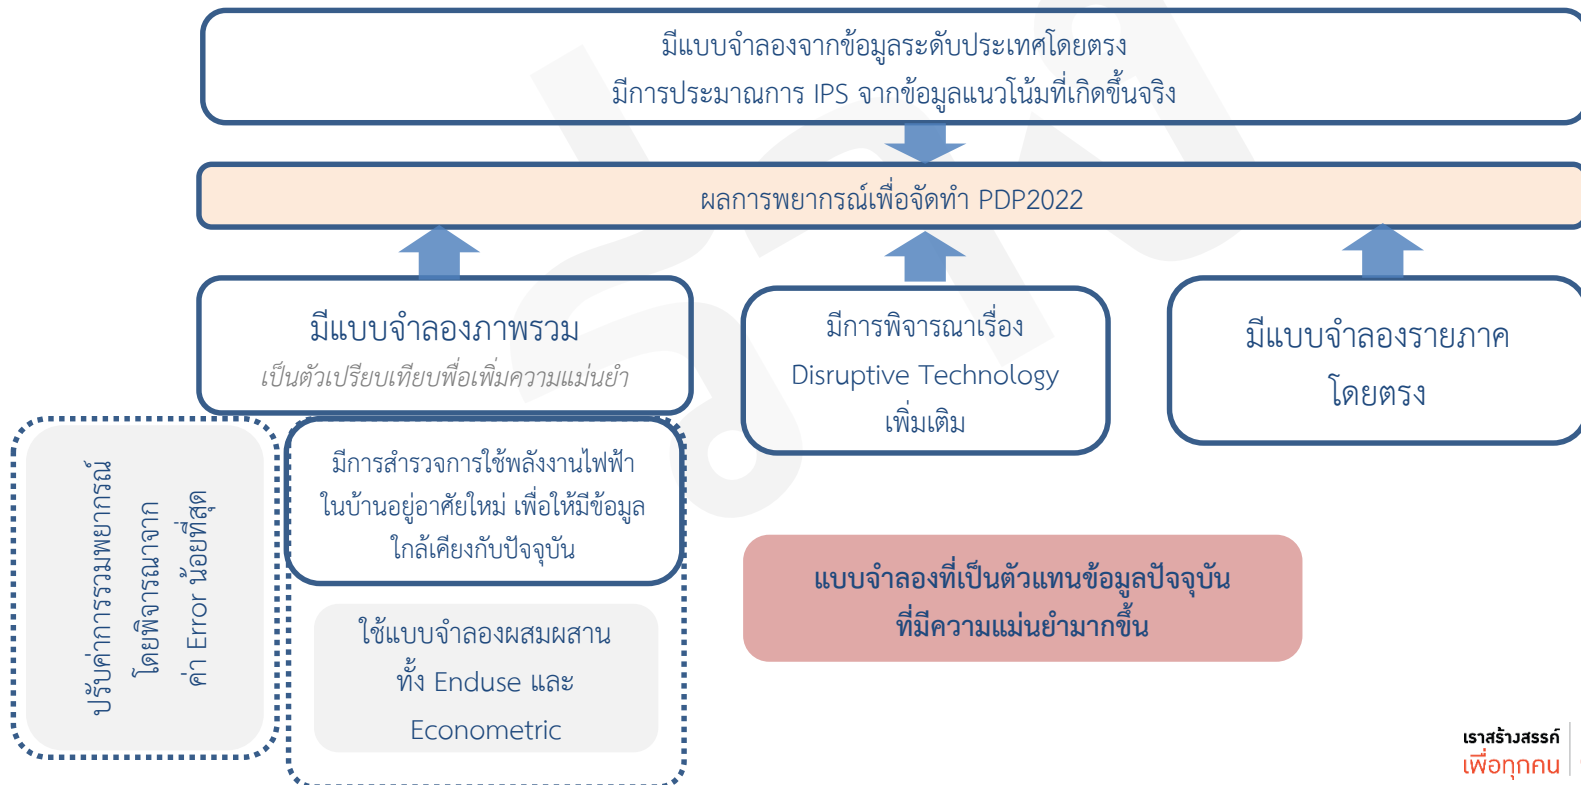 มีแบบจำลองจากข้อมูลระดับประเทศโดยตรง
มีการประมาณการ IPS จากข้อมูลแนวโน้มที่เกิดขึ้นจริง
ผลการพยากรณ์เพื่อจัดทำ PDP2022
มีแบบจำลองภาพรวม
เป็นตัวเปรียบเทียบพื่อเพิ่มความแม่นยำ
มีการพิจารณาเรื่อง
Disruptive Technology
เพิ่มเติม
มีแบบจำลองรายภาค
โดยตรง
ปรับค่าการรวมพยากรณ์
โดยพิจารณาจาก
ค่า Error น้อยที่สุด
มีการสำรวจการใช้พลังงานไฟฟ้า
ในบ้านอยู่อาศัยใหม่ เพื่อให้มีข้อมูล
ใกล้เคียงกับปัจจุบัน
ใช้แบบจำลองผสมผสาน
ทั้ง Enduse และ
Econometric
แบบจำลองที่เป็นตัวแทนข้อมูลปัจจุบัน
ที่มีความแม่นยำมากขึ้น
เราสร้างสรรค์
เพื่อทุกคน
ร่าง